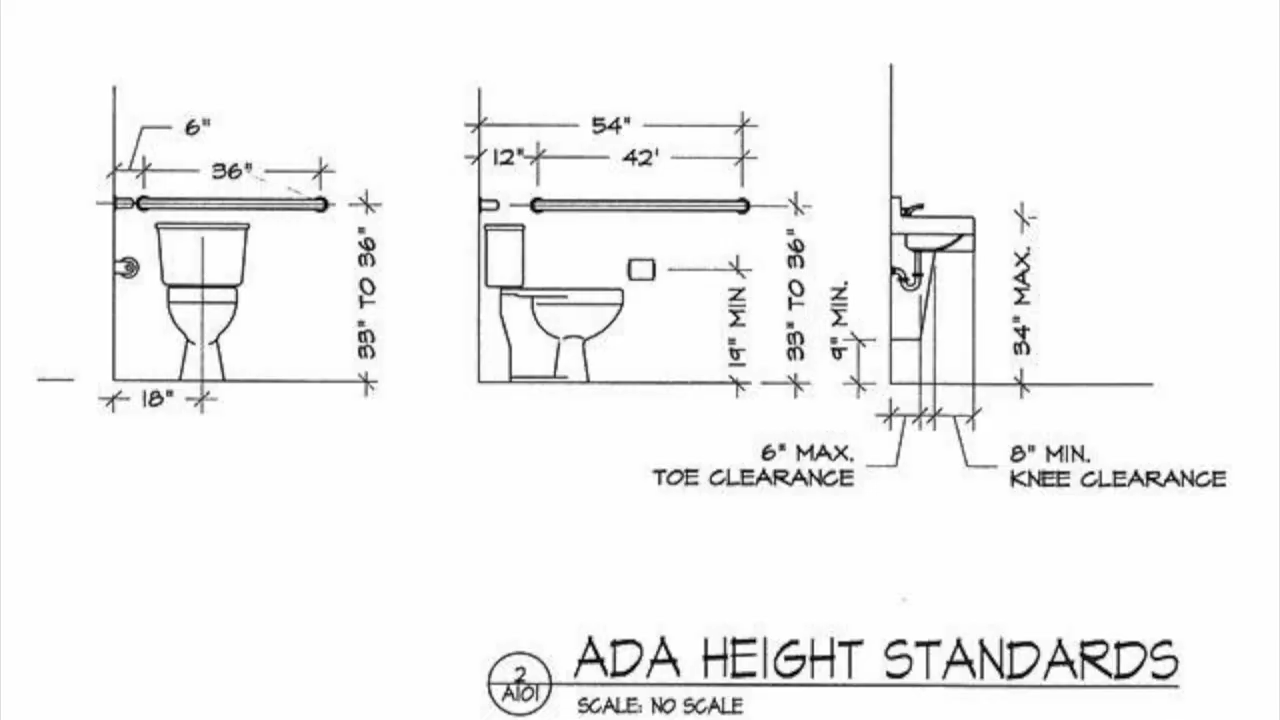 6"
36"
33" TO 36"
18"
54"
12"
42'
19" MIN
33" TO 36"
9" MIN.
34" MAX.
6" MAX.
TOE CLEARANCE
8" MIN.
KNEE CLEARANCE
2
A101
ADA HEIGHT STANDARDS
SCALE: NO SCALE